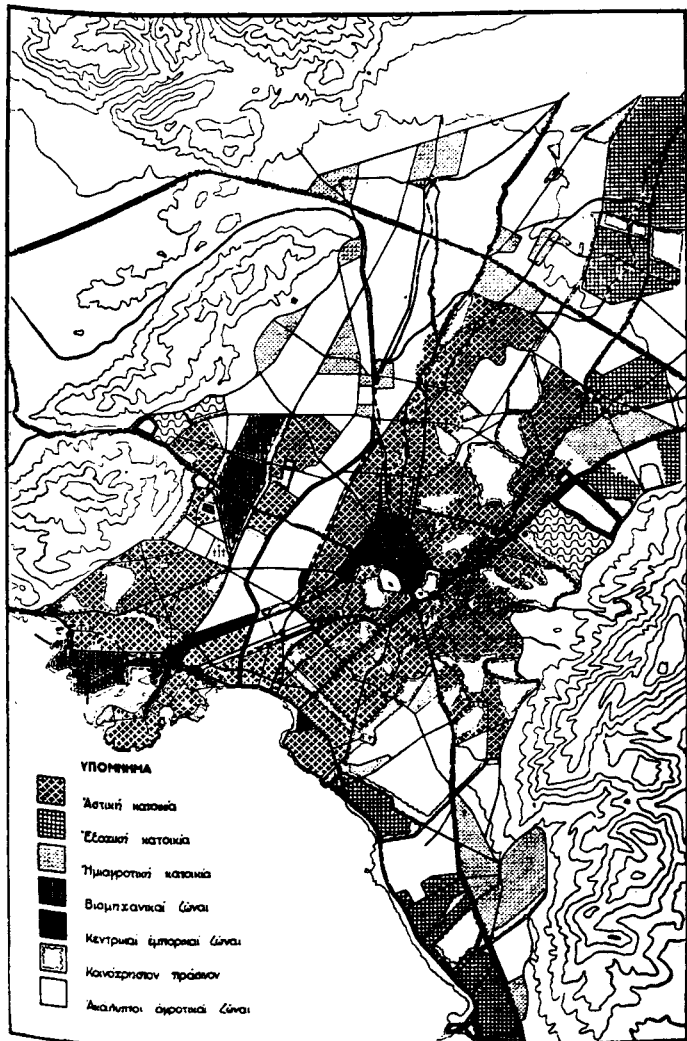 ΥΠΟΜΝΗΜΑ
Ἀστική κατοικία
Ἐξοχική κατοικία
Ἡμιαγροτική κατοικία
Βιομηχανικαί ζώναι
Κεντρικαί ἐμπορικαί ζώναι
Κοινόχρηστον πράσινον
Ἀκάλυπτοι ἀγροτικαί ζώναι